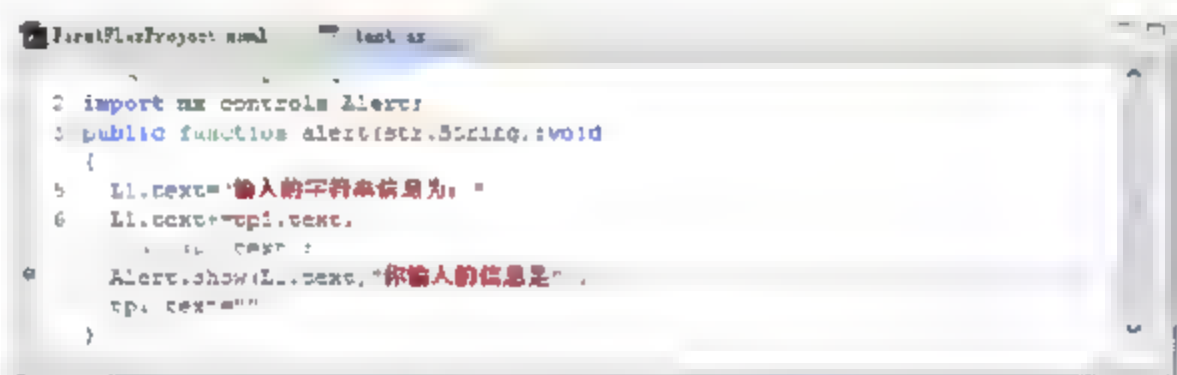 FirstFlexProject.mxml test.as
2 import mx.controls.Alert;
3 public function alert(str:String):void
{
5 L1.text="输入的字符串信息为："
6 L1.text+=tp1.text;
Alert.show(L1.text,"你输入的信息是"
text=""
}